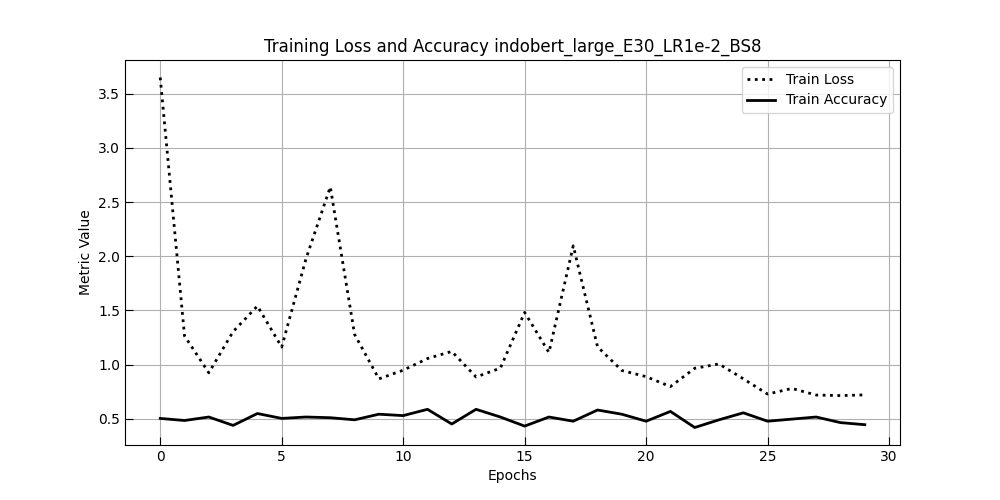 Training Loss and Accuracy indobert_large_E30_LR1e-2_BS8
Train Loss
Train Accuracy
Metric Value
3.5
3.0
2.5
2.0
1.5
1.0
0.5
0 5 10 15 20 25 30
Epochs